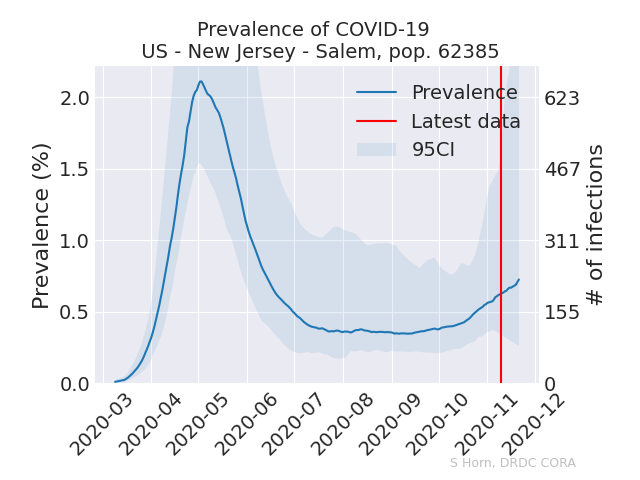 Prevalence of COVID-19
US - New Jersey - Salem, pop. 62385
Prevalence (%)
2.0
1.5
1.0
0.5
0.0
Prevalence
Latest data
95CI
623
467
311
155
0
# of infections
2020-03
2020-04
2020-05
2020-06
2020-07
2020-08
2020-09
2020-10
2020-11
2020-12
S Horn, DRDC CORA